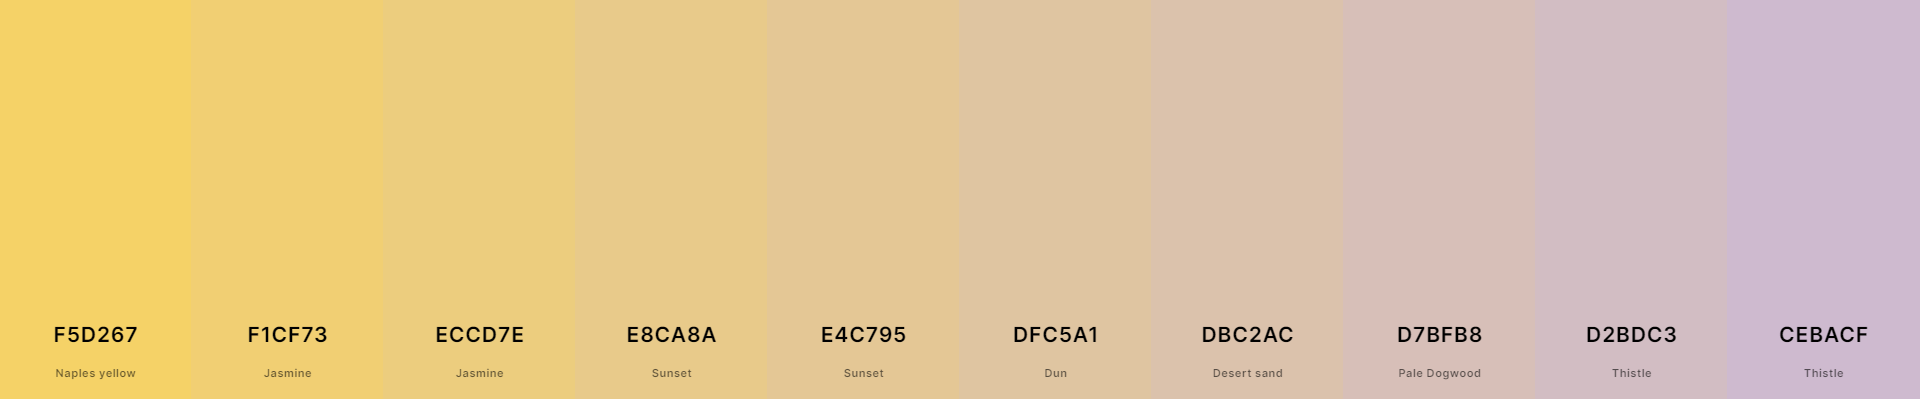 F5D267 F1CF73 ECCD7E E8CA8A E4C795 DFC5A1 DBC2AC D7BFB8 D2BDC3 CEBACF
Naples yellow Jasmine Jasmine Sunset Sunset Dun Desert sand Pale Dogwood Thistle Thistle